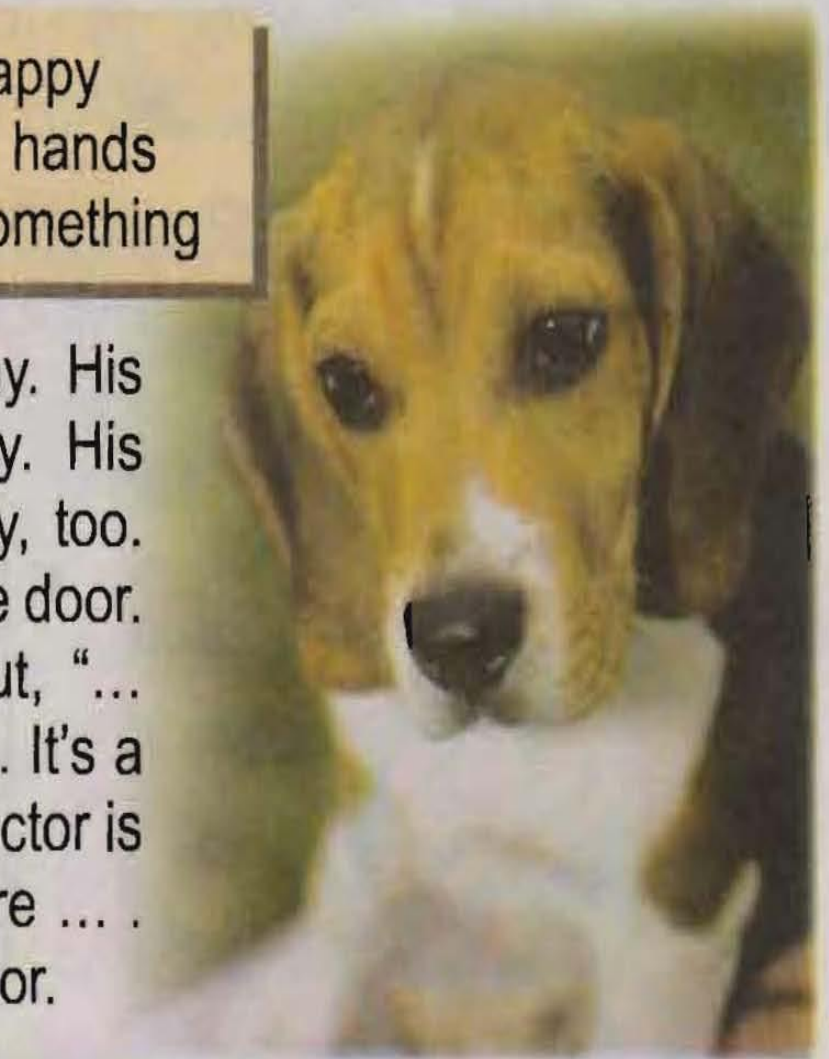 appy
hands
omething
y. His
y. His
y, too.
e door.
ut, “...
. It's a
ctor is
re ... .
or.